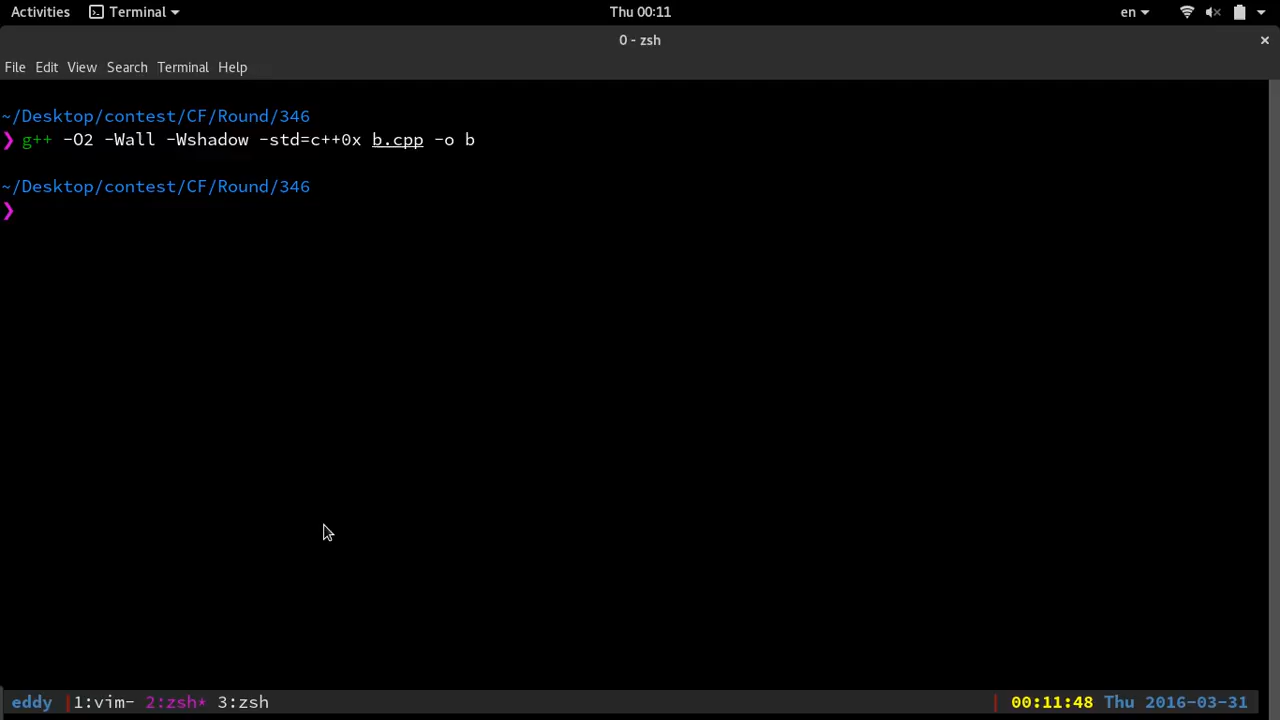 Activities Terminal Thu 00:11 en
0 - zsh
File Edit View Search Terminal Help
~/Desktop/contest/CF/Round/346
❯ g++ -O2 -Wall -Wshadow -std=c++0x b.cpp -o b
~/Desktop/contest/CF/Round/346
❯
eddy 1:vim- 2:zsh* 3:zsh 00:11:48 Thu 2016-03-31